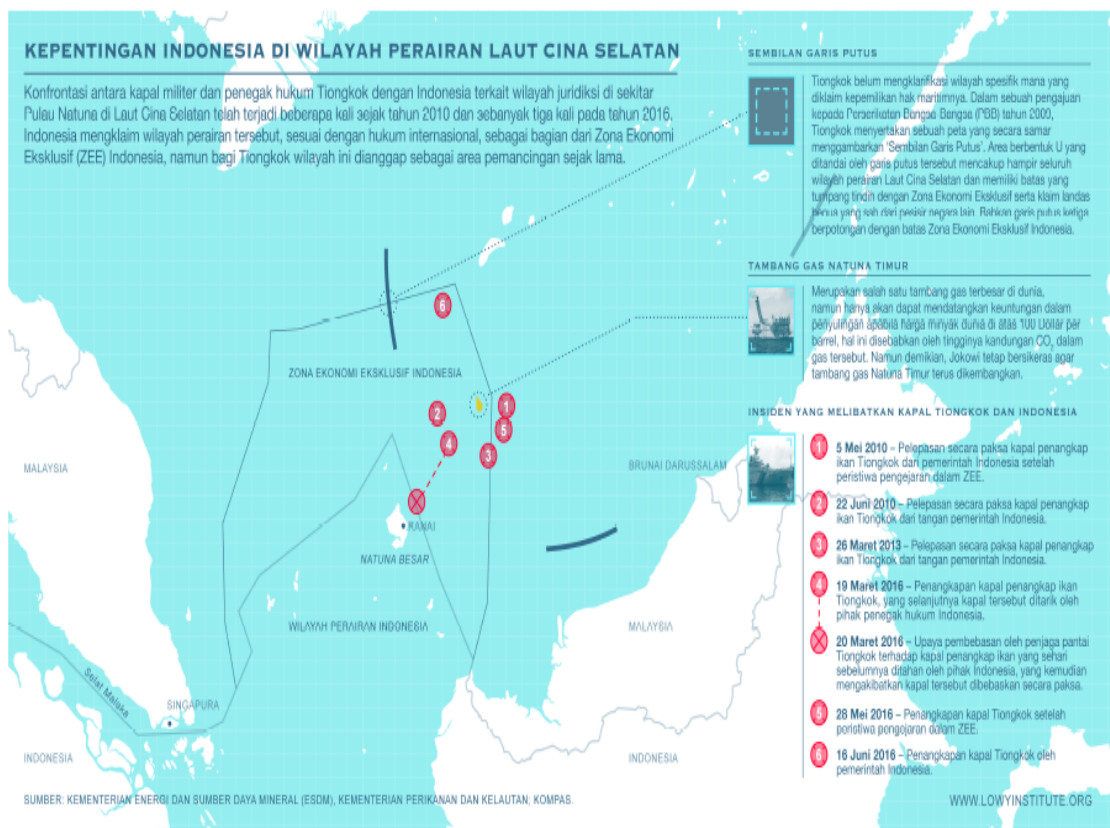 KEPENTINGAN INDONESIA DI WILAYAH PERAIRAN LAUT CINA SELATAN
Konfrontasi antara kapal militer dan penegak hukum Tiongkok dengan Indonesia terkait wilayah juridiksi di sekitar
Pulau Natuna di Laut Cina Selatan telah terjadi beberapa kali sejak tahun 2010 dan sebanyak tiga kali pada tahun 2016.
Indonesia mengklaim wilayah perairan tersebut, sesuai dengan hukum internasional, sebagai bagian dari Zona Ekonomi
Eksklusif (ZEE) Indonesia, namun bagi Tiongkok wilayah ini dianggap sebagai area pemancingan sejak lama.
SEMBILAN GARIS PUTUS
Tiongkok belum mengklarifikasi wilayah spesifik mana yang
diklaim kepemilikan hak maritimnya. Dalam sebuah pengajuan
kepada Perserikatan Bangsa Bangsa (PBB) tahun 2009,
Tiongkok menyertakan sebuah peta yang secara samar
menggambarkan 'Sembilan Garis Putus'. Area berbentuk U yang
ditandai oleh garis putus tersebut mencakup hampir seluruh
wilayah perairan Laut Cina Selatan dan memiliki batas yang
tumpang tindih dengan Zona Ekonomi Eksklusif serta klaim landas
benua yang sah dari pesisir negara lain. Bahkan garis putus ketiga
berpotongan dengan batas Zona Ekonomi Eksklusif Indonesia.
TAMBANG GAS NATUNA TIMUR
Merupakan salah satu tambang gas terbesar di dunia,
namun hanya akan dapat mendatangkan keuntungan dalam
penyulingan apabila harga minyak dunia di atas 100 Dollar per
barrel, hal ini disebabkan oleh tingginya kandungan CO₂ dalam
gas tersebut. Namun demikian, Jokowi tetap bersikeras agar
tambang gas Natuna Timur terus dikembangkan.
INSIDEN YANG MELIBATKAN KAPAL TIONGKOK DAN INDONESIA
1 5 Mei 2010 – Pelepasan secara paksa kapal penangkap
ikan Tiongkok dari pemerintah Indonesia setelah
peristiwa pengejaran dalam ZEE.
2 22 Juni 2010 – Pelepasan secara paksa kapal penangkap
ikan Tiongkok dari tangan pemerintah Indonesia.
3 26 Maret 2013 – Pelepasan secara paksa kapal penangkap
ikan Tiongkok dari tangan pemerintah Indonesia.
4 19 Maret 2016 – Penangkapan kapal penangkap ikan
Tiongkok, yang selanjutnya kapal tersebut ditarik oleh
pihak penegak hukum Indonesia.
20 Maret 2016 – Upaya pembebasan oleh penjaga pantai
Tiongkok terhadap kapal penangkap ikan yang sehari
sebelumnya ditahan oleh pihak Indonesia, yang kemudian
mengakibatkan kapal tersebut dibebaskan secara paksa.
5 28 Mei 2016 – Penangkapan kapal Tiongkok setelah
peristiwa pengejaran dalam ZEE.
6 16 Juni 2016 – Penangkapan kapal Tiongkok oleh
pemerintah Indonesia.
6
ZONA EKONOMI EKSKLUSIF INDONESIA
1
2
5
4
3
MALAYSIA
BRUNAI DARUSSALAM
RANAI
NATUNA BESAR
WILAYAH PERAIRAN INDONESIA
MALAYSIA
Selat Malaka
SINGAPURA
INDONESIA
INDONESIA
SUMBER: KEMENTERIAN ENERGI DAN SUMBER DAYA MINERAL (ESDM), KEMENTERIAN PERIKANAN DAN KELAUTAN; KOMPAS.
WWW.LOWYINSTITUTE.ORG